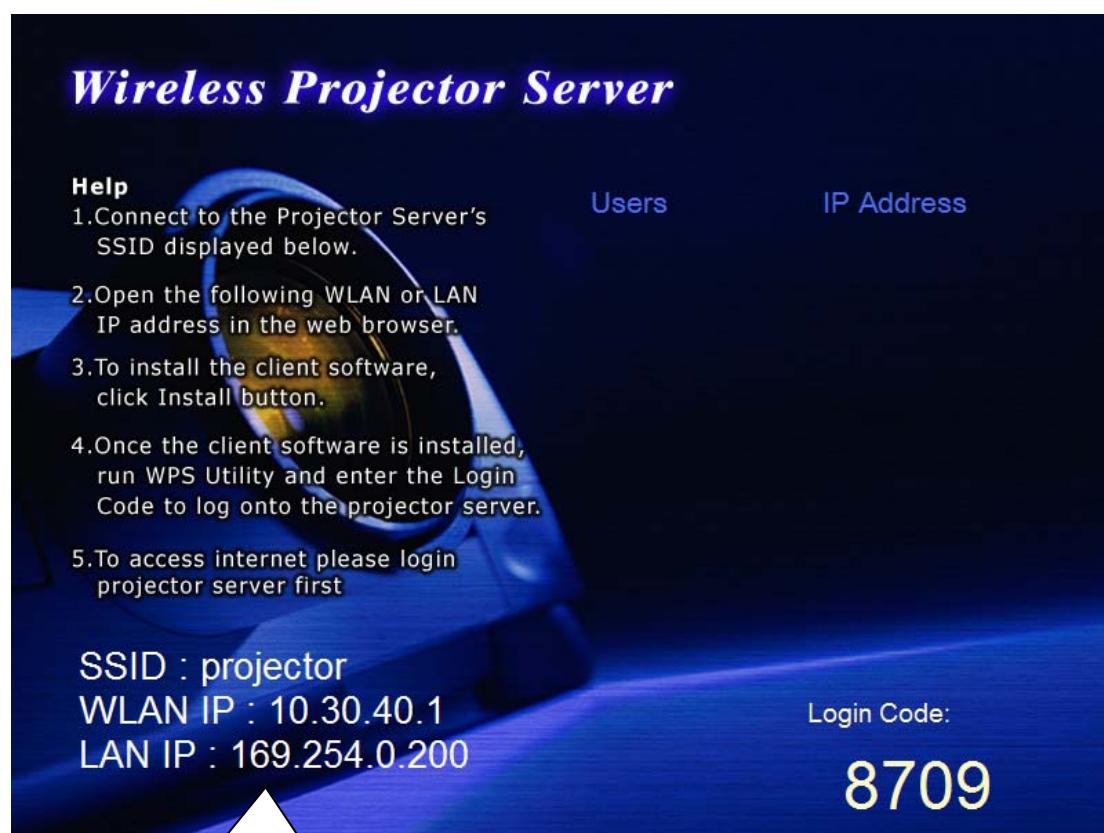 Wireless Projector Server
Help
1.Connect to the Projector Server's
SSID displayed below.
2.Open the following WLAN or LAN
IP address in the web browser.
3.To install the client software,
click Install button.
4.Once the client software is installed,
run WPS Utility and enter the Login
Code to log onto the projector server.
5.To access internet please login
projector server first
SSID : projector
WLAN IP : 10.30.40.1
LAN IP : 169.254.0.200
Users IP Address
Login Code:
8709